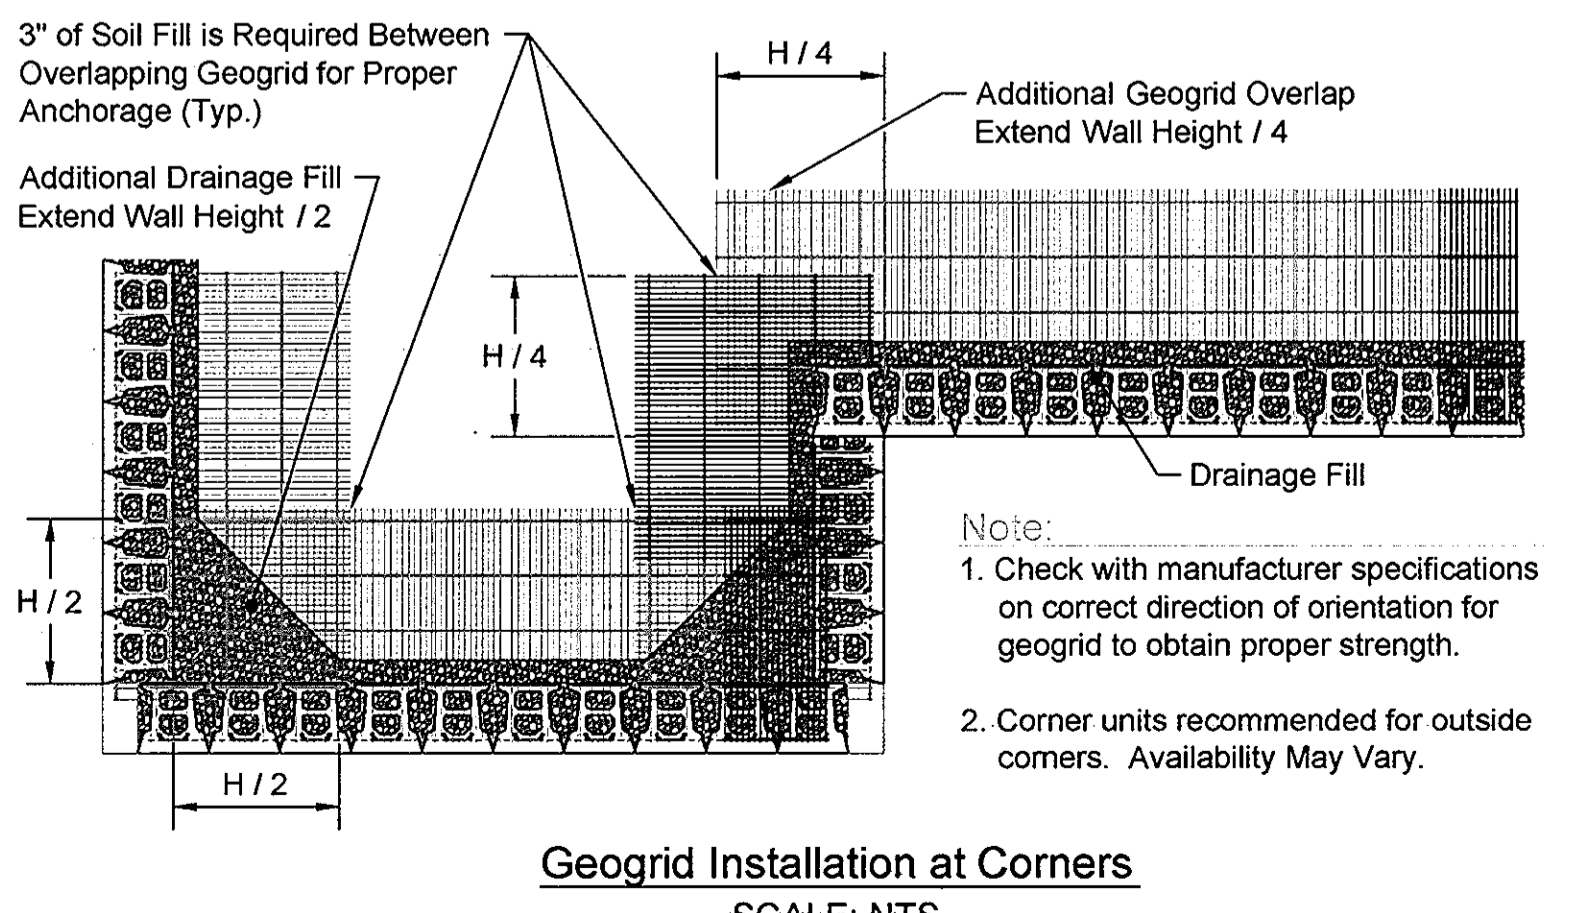 3" of Soil Fill is Required Between
Overlapping Geogrid for Proper
Anchorage (Typ.)
H / 4
Additional Geogrid Overlap
Extend Wall Height / 4
Additional Drainage Fill
Extend Wall Height / 2
H / 4
Drainage Fill
Note:
1. Check with manufacturer specifications
on correct direction of orientation for
geogrid to obtain proper strength.
H / 2
2. Corner units recommended for outside
corners. Availability May Vary.
H / 2
Geogrid Installation at Corners
SCALE: NTS